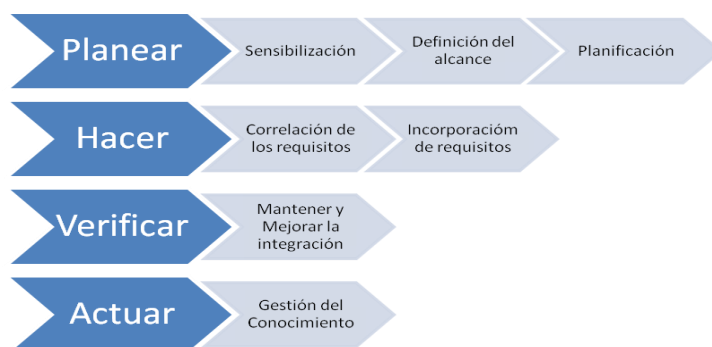 Planear
Sensibilización
Definición del
alcance
Planificación
Hacer
Correlación de
los requisitos
Incorporacióm
de requisitos
Verificar
Mantener y
Mejorar la
integración
Actuar
Gestión del
Conocimiento